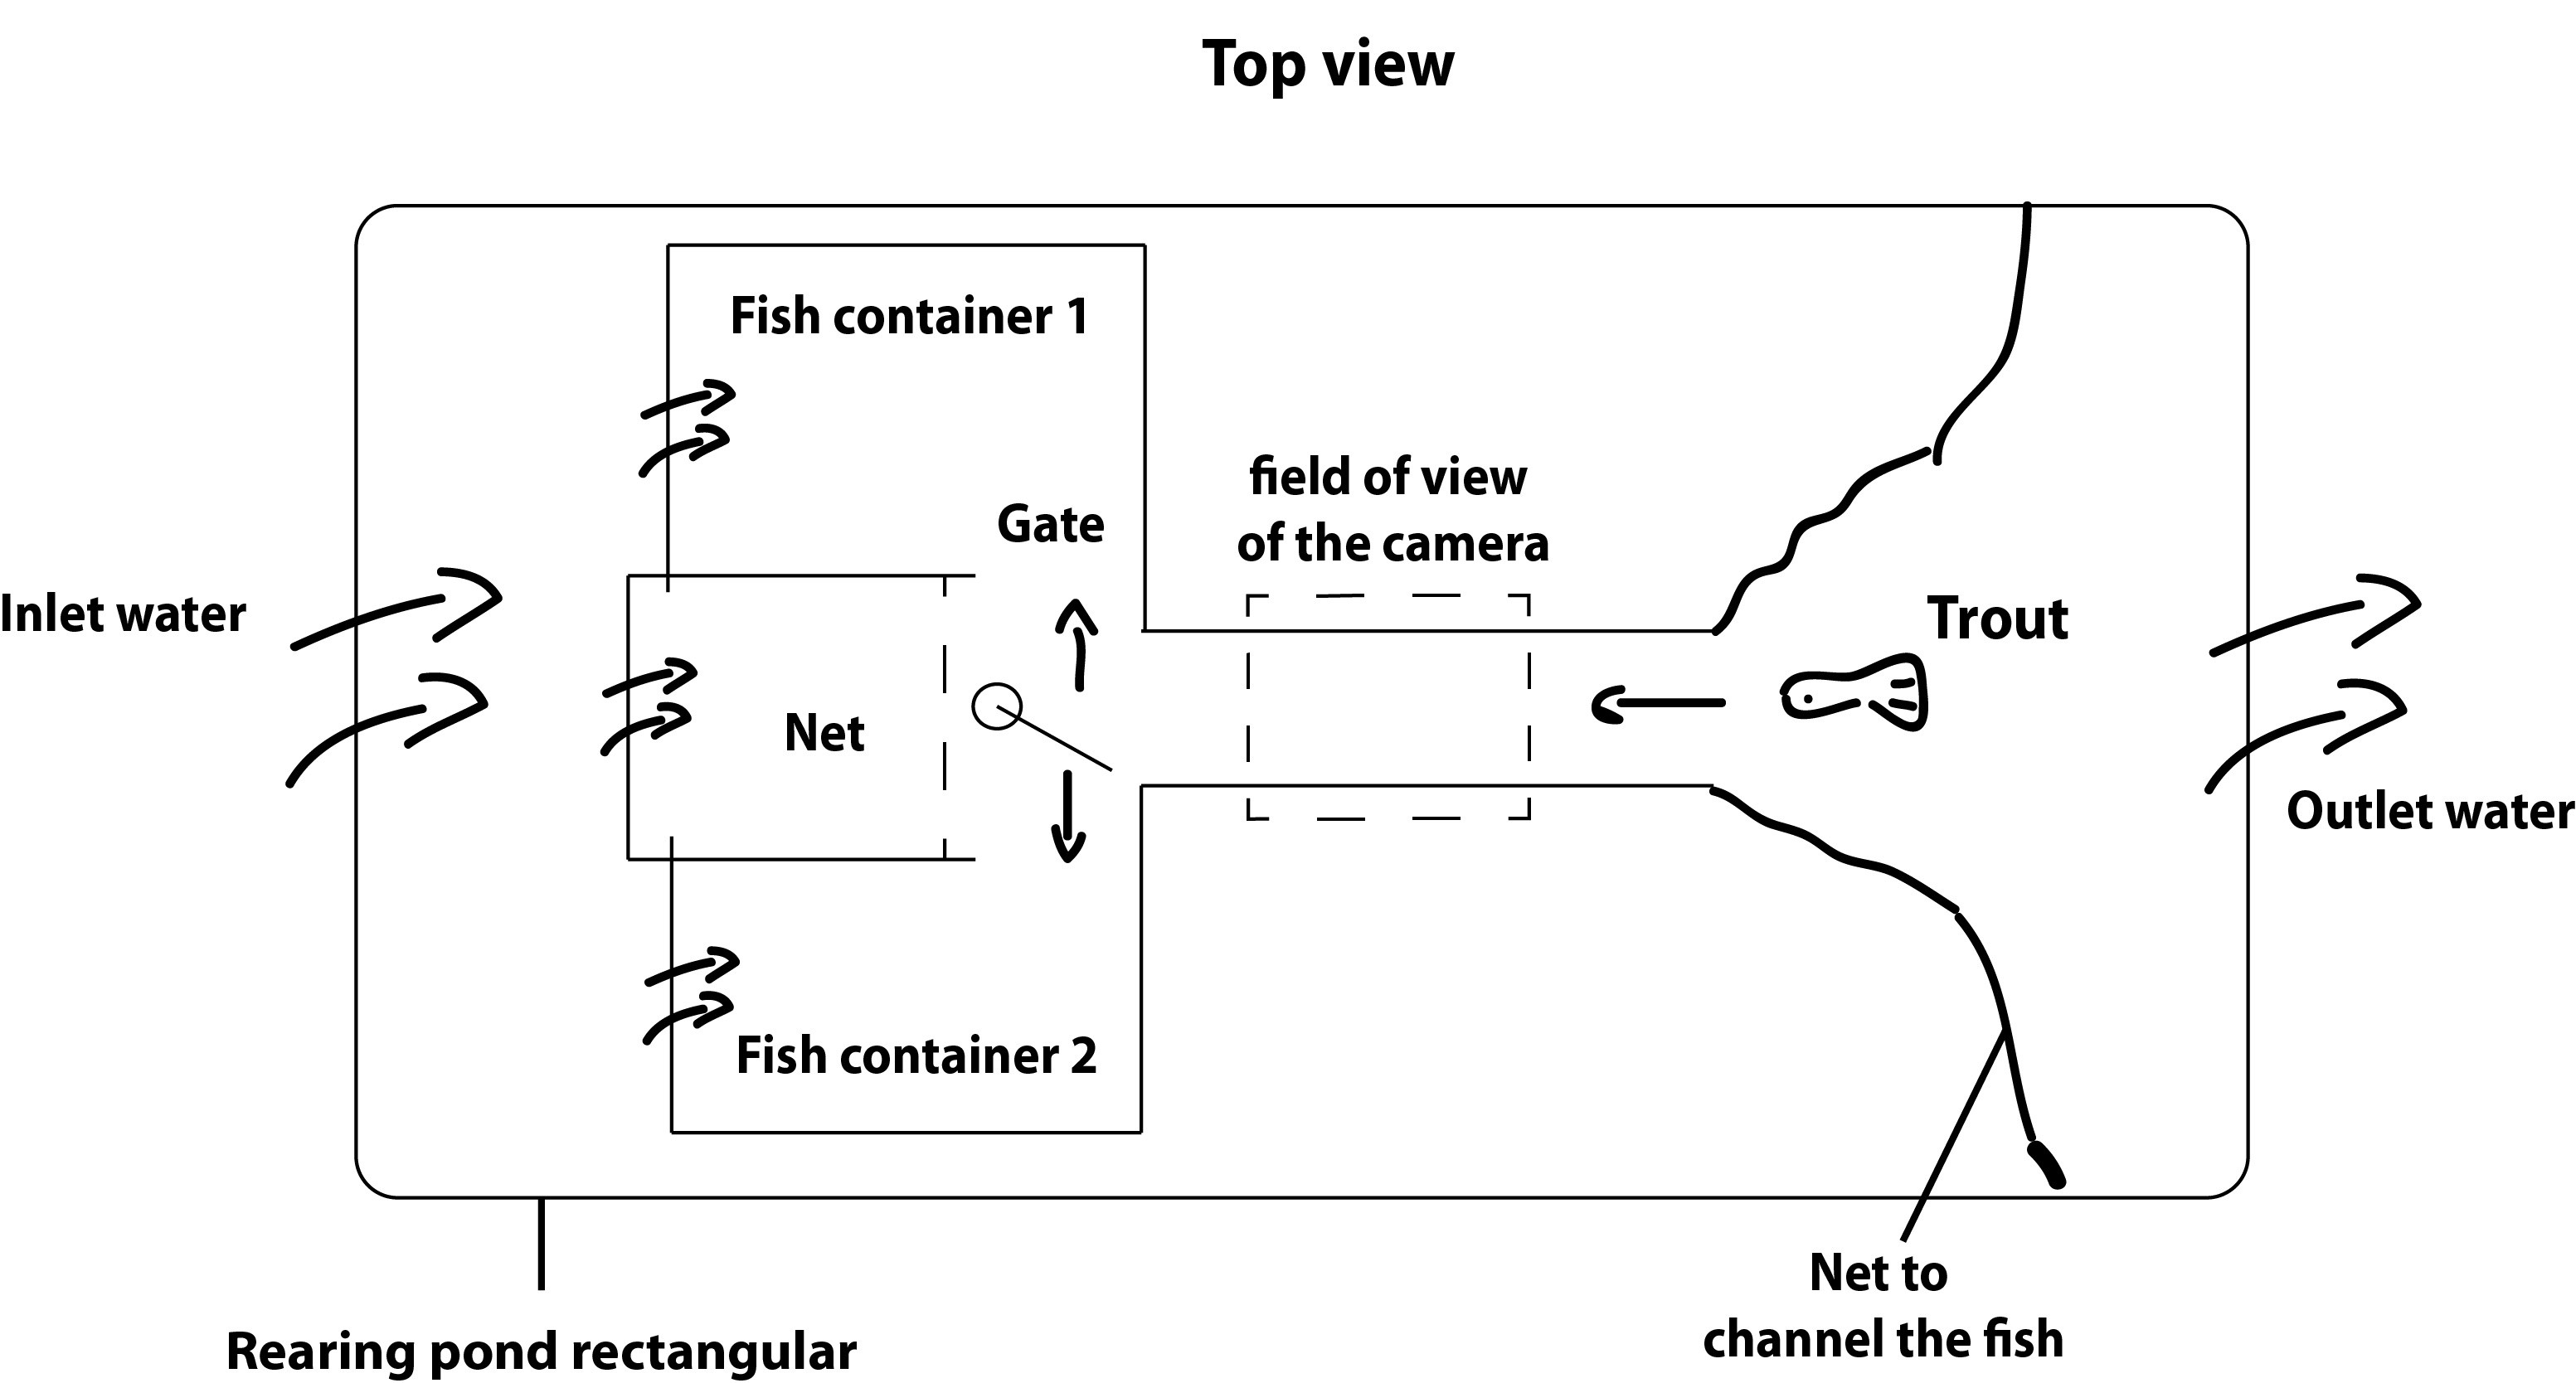 Top view
Fish container 1
field of view
of the camera
Gate
Inlet water
Trout
Net
Outlet water
Fish container 2
Net to
channel the fish
Rearing pond rectangular